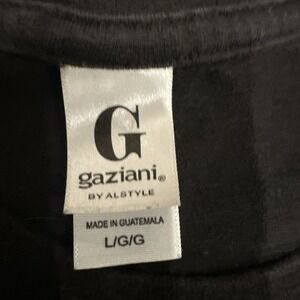 G
gaziani®
BY ALSTYLE
MADE IN GUATEMALA
L/G/G